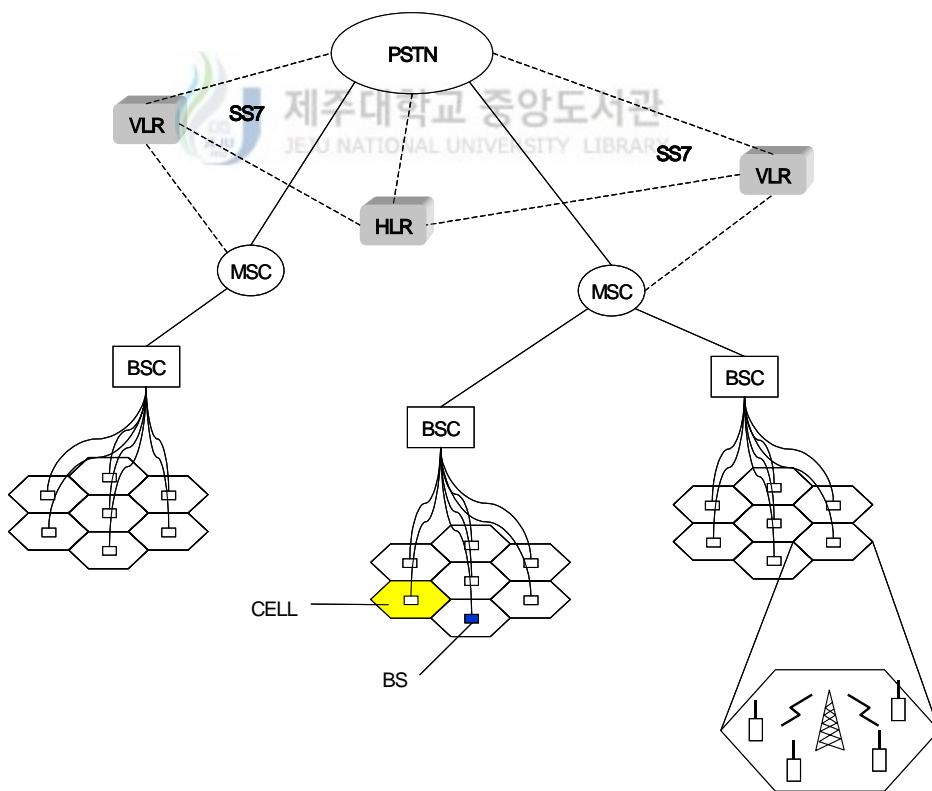 PSTN
SS7
제주대학교 중앙도서관
JEJU NATIONAL UNIVERSITY LIBRARY
VLR
SS7
VLR
HLR
MSC
MSC
BSC
BSC
BSC
CELL
BS